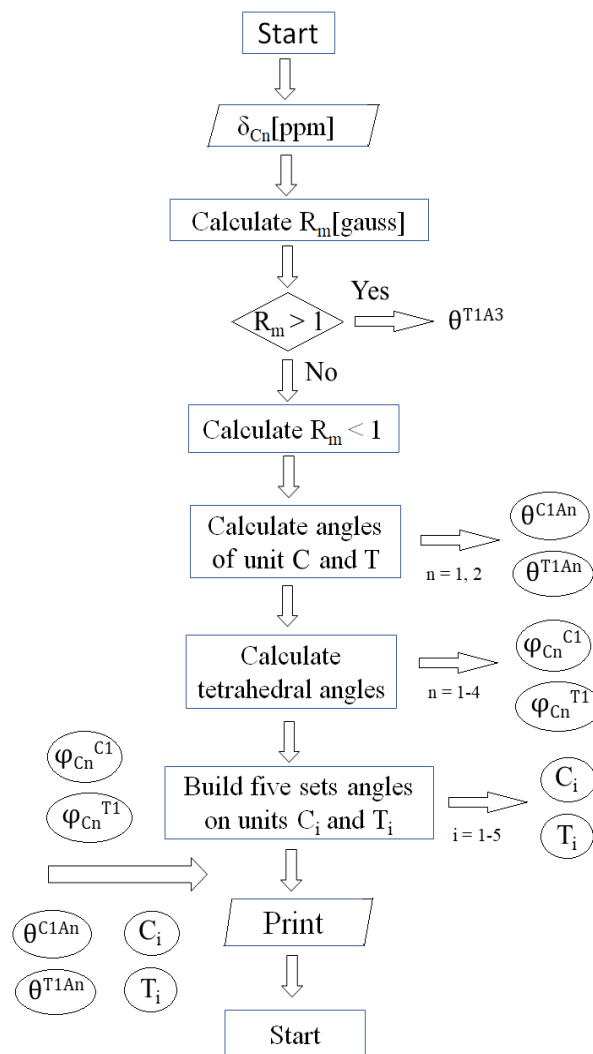 Start
δCn[ppm]
Calculate Rm[gauss]
Yes
Rm > 1
θT1A3
No
Calculate Rm < 1
Calculate angles
of unit C and T
n = 1, 2
θC1An
θT1An
Calculate
tetrahedral angles
n = 1-4
φCnC1
φCnT1
φCnC1
φCnT1
Build five sets angles
on units Ci and Ti
i = 1-5
Ci
Ti
Print
θC1An
Ci
θT1An
Ti
Start